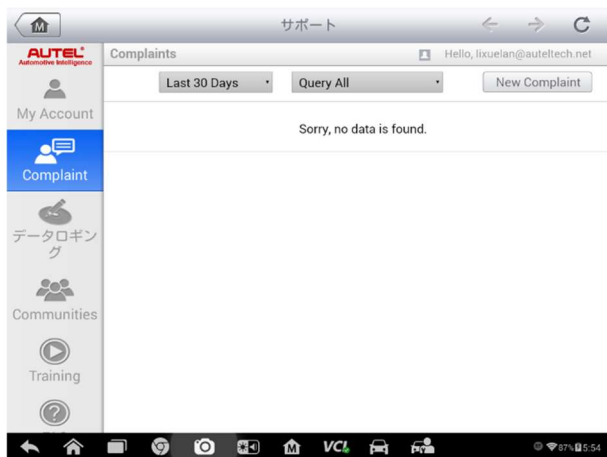 M
サポート
AUTEL®
Automotive Intelligence
Complaints
Hello, lixuelan@auteltech.net
Last 30 Days
Query All
New Complaint
Sorry, no data is found.
My Account
Complaint
データロギン
グ
Communities
Training
?
M
VCI
87% 5:54